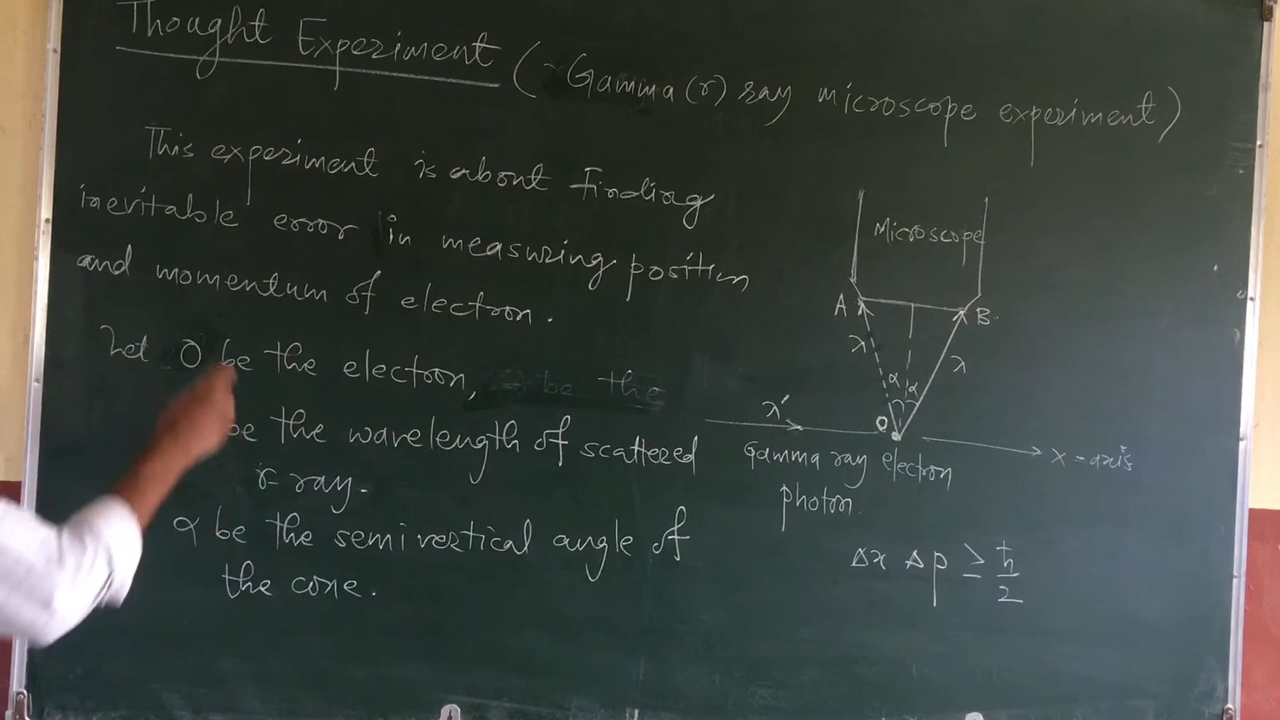 Thought Experiment (Gamma (r) ray microscope experiment)
This experiment is about finding
inevitable error in measuring position
and momentum of electron.
Let O be the electron,
be the
be the wavelength of scattered
r-ray.
α be the semivertical angle of
the cone.
Microscope
A B
λ λ
α α
λ' O
Gamma ray electron X-axis
photon.
Δx Δp ≥ ħ/2